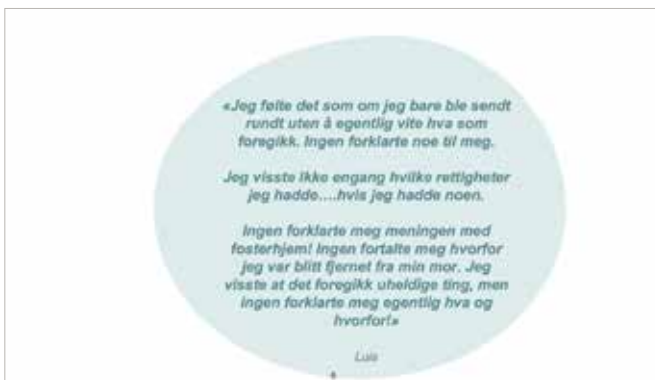 «Jeg følte det som om jeg bare ble sendt
rundt uten å egentlig vite hva som
foregikk. Ingen forklarte noe til meg.
Jeg visste ikke engang hvilke rettigheter
jeg hadde....hvis jeg hadde noen.
Ingen forklarte meg meningen med
fosterhjem! Ingen fortalte meg hvorfor
jeg var blitt fjernet fra min mor. Jeg
visste at det foregikk uheldige ting, men
ingen forklarte meg egentlig hva og
hvorfor!»
Luis